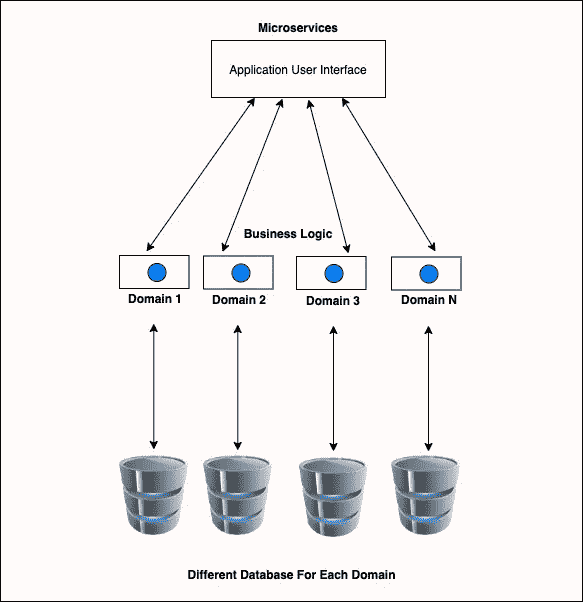 Microservices
Application User Interface
Business Logic
Domain 1
Domain 2
Domain 3
Domain N
Different Database For Each Domain